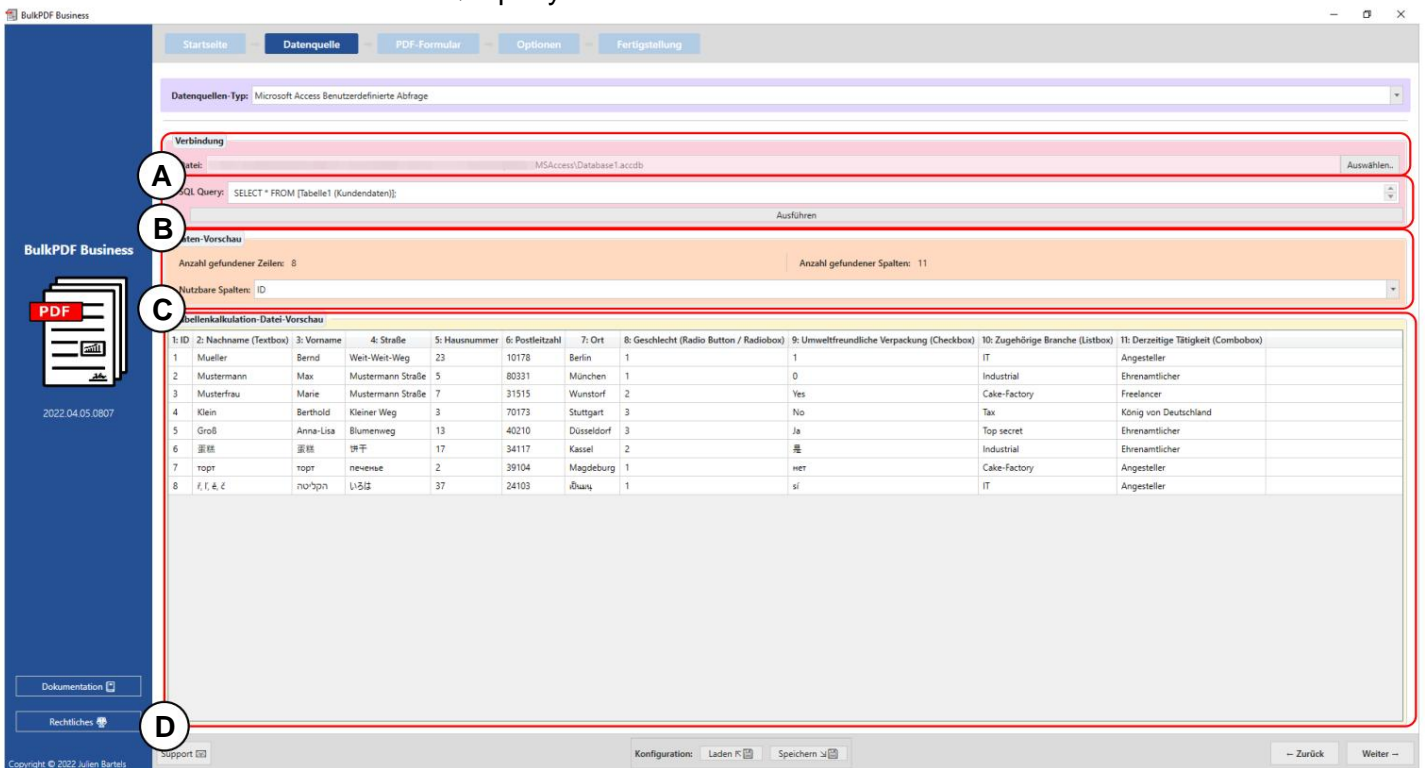 BulkPDF Business
Startseite Datenquelle PDF-Formular Optionen Fertigstellung
Datenquellen-Typ: Microsoft Access Benutzerdefinierte Abfrage
Verbindung
A
atei: MSAccess\Database1.accdb Auswählen..
SQL Query: SELECT * FROM [Tabelle1 (Kundendaten)];
Ausführen
B
aten-Vorschau
BulkPDF Business
Anzahl gefundener Zeilen: 8 Anzahl gefundener Spalten: 11
Nutzbare Spalten: ID
C
PDF
bellenkalkulation-Datei-Vorschau
1: ID 2: Nachname (Textbox) 3: Vorname 4: Straße 5: Hausnummer 6: Postleitzahl 7: Ort 8: Geschlecht (Radio Button / Radiobox) 9: Umweltfreundliche Verpackung (Checkbox) 10: Zugehörige Branche (Listbox) 11: Derzeitige Tätigkeit (Combobox)
1 Mueller Bernd Weit-Weit-Weg 23 10178 Berlin 1 1 IT Angesteller
2 Mustermann Max Mustermann Straße 5 80331 München 1 0 Industrial Ehrenamtlicher
3 Musterfrau Marie Mustermann Straße 7 31515 Wunstorf 2 Yes Cake-Factory Freelancer
4 Klein Berthold Kleiner Weg 3 70173 Stuttgart 3 No Tax König von Deutschland
5 Groß Anna-Lisa Blumenweg 13 40210 Düsseldorf 3 Ja Top secret Ehrenamtlicher
6 蛋糕 蛋糕 饼干 17 34117 Kassel 2 是 Industrial Ehrenamtlicher
7 торт торт печенье 2 39104 Magdeburg 1 нет Cake-Factory Angesteller
8 הקליטה いろは 37 24103 1 sí IT Angesteller
2022.04.05.0807
Dokumentation
Rechtliches
D
Support Konfiguration: Laden Speichern ← Zurück Weiter →
Copyright © 2022 Julien Bartels